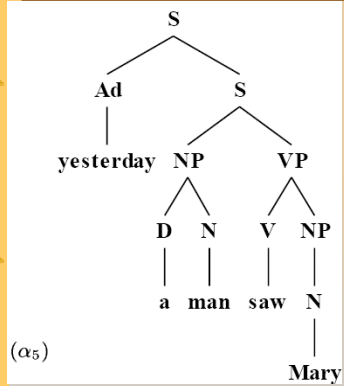 S
Ad S
yesterday NP VP
D N V NP
a man saw N
(α₅)
Mary